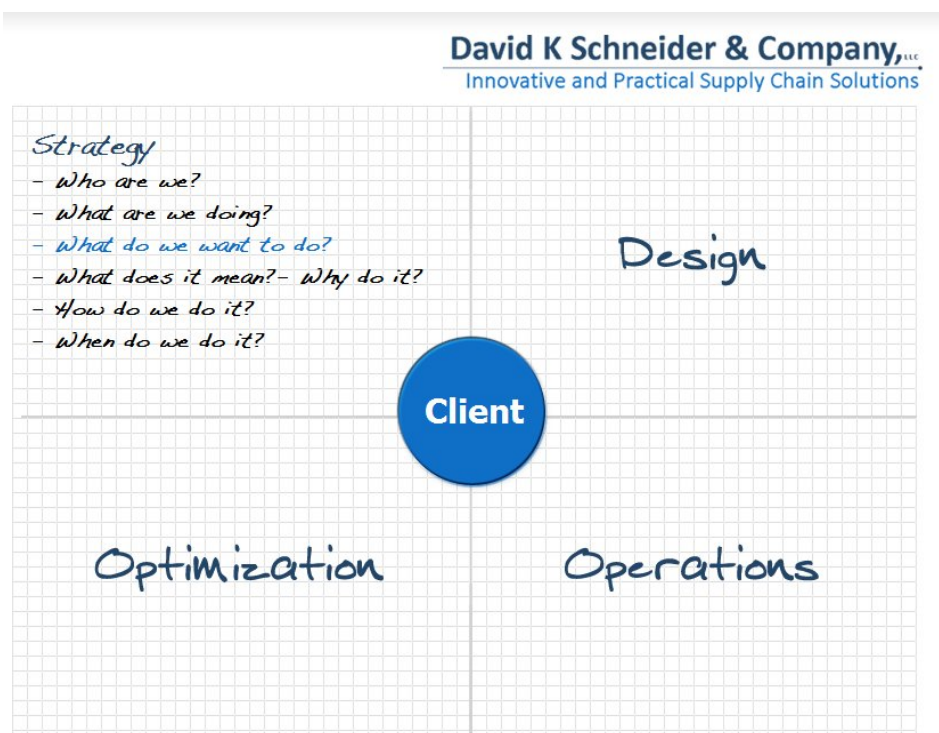 David K Schneider & Company, LLC
Innovative and Practical Supply Chain Solutions
Strategy
- Who are we?
- What are we doing?
- What do we want to do?
- What does it mean?- Why do it?
- How do we do it?
- When do we do it?
Design
Client
Optimization
Operations